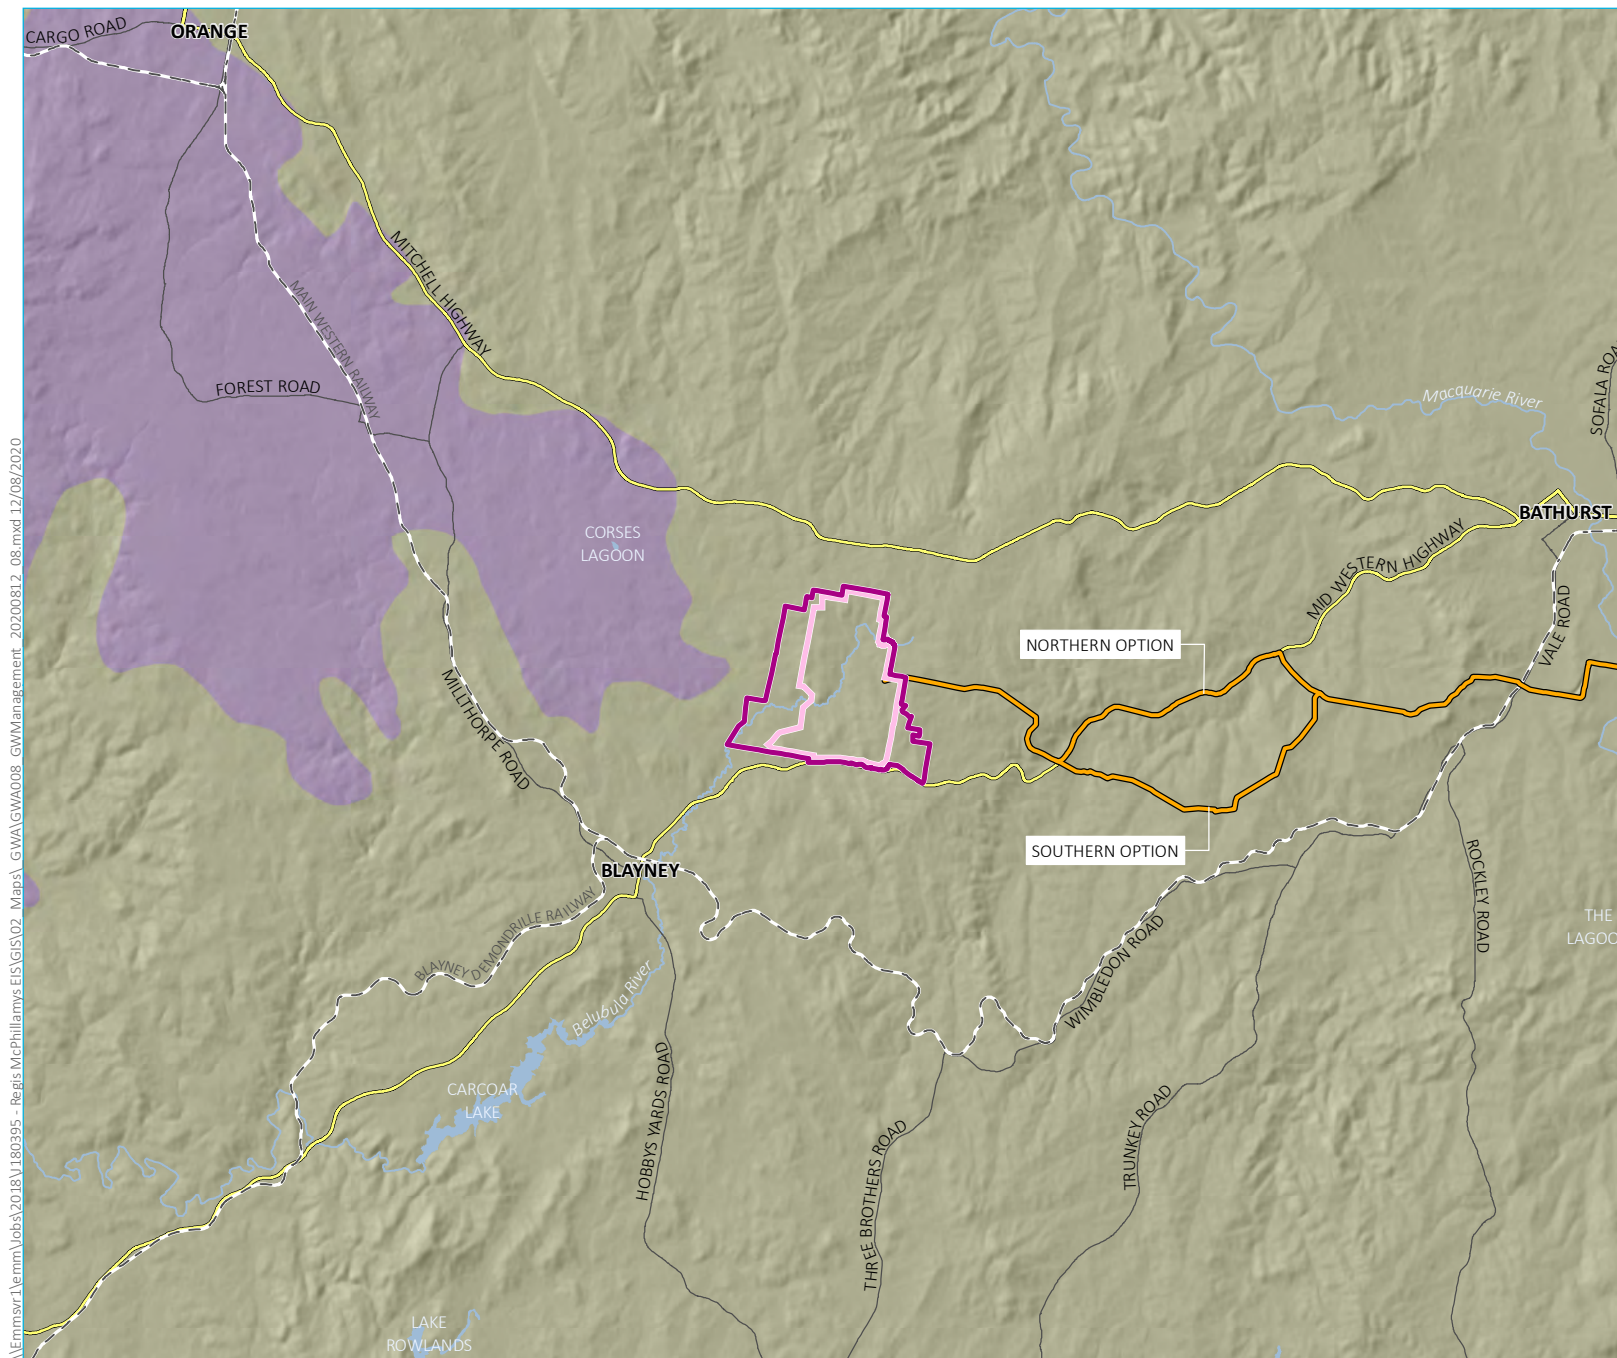 CARGO ROAD
ORANGE
MITCHELL HIGHWAY
MAIN WESTERN RAILWAY
FOREST ROAD
Macquarie River
SOFALA ROA
CORSES
LAGOON
BATHURST
MID WESTERN HIGHWAY
VALE ROAD
NORTHERN OPTION
MILLTHORPE ROAD
SOUTHERN OPTION
BLAYNEY
ROCKLEY ROAD
BLAYNEY DEMONDRILLE RAILWAY
THE
LAGOO
WIMBLEDON ROAD
Belubula River
CARCOAR
LAKE
HOBBYS YARDS ROAD
THREE BROTHERS ROAD
TRUNKEY ROAD
LAKE
ROWLANDS
\\Emmsvr1\emm\Jobs\2018\J180395 - Regis McPhillamys EIS\GIS\02_Maps\_GWA\GWA008_GWManagement_20200812_08.mxd 12/08/2020